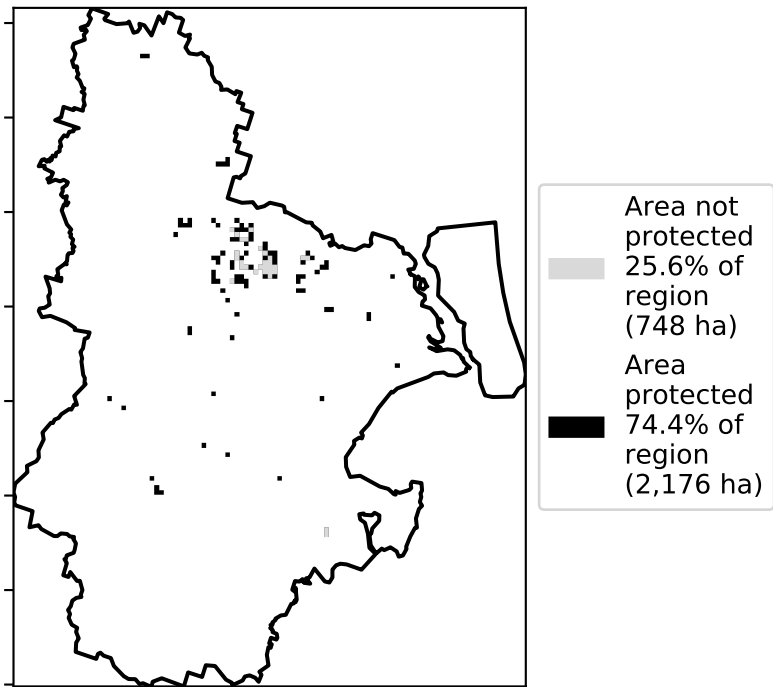 Area not
protected
25.6% of
region
(748 ha)
Area
protected
74.4% of
region
(2,176 ha)